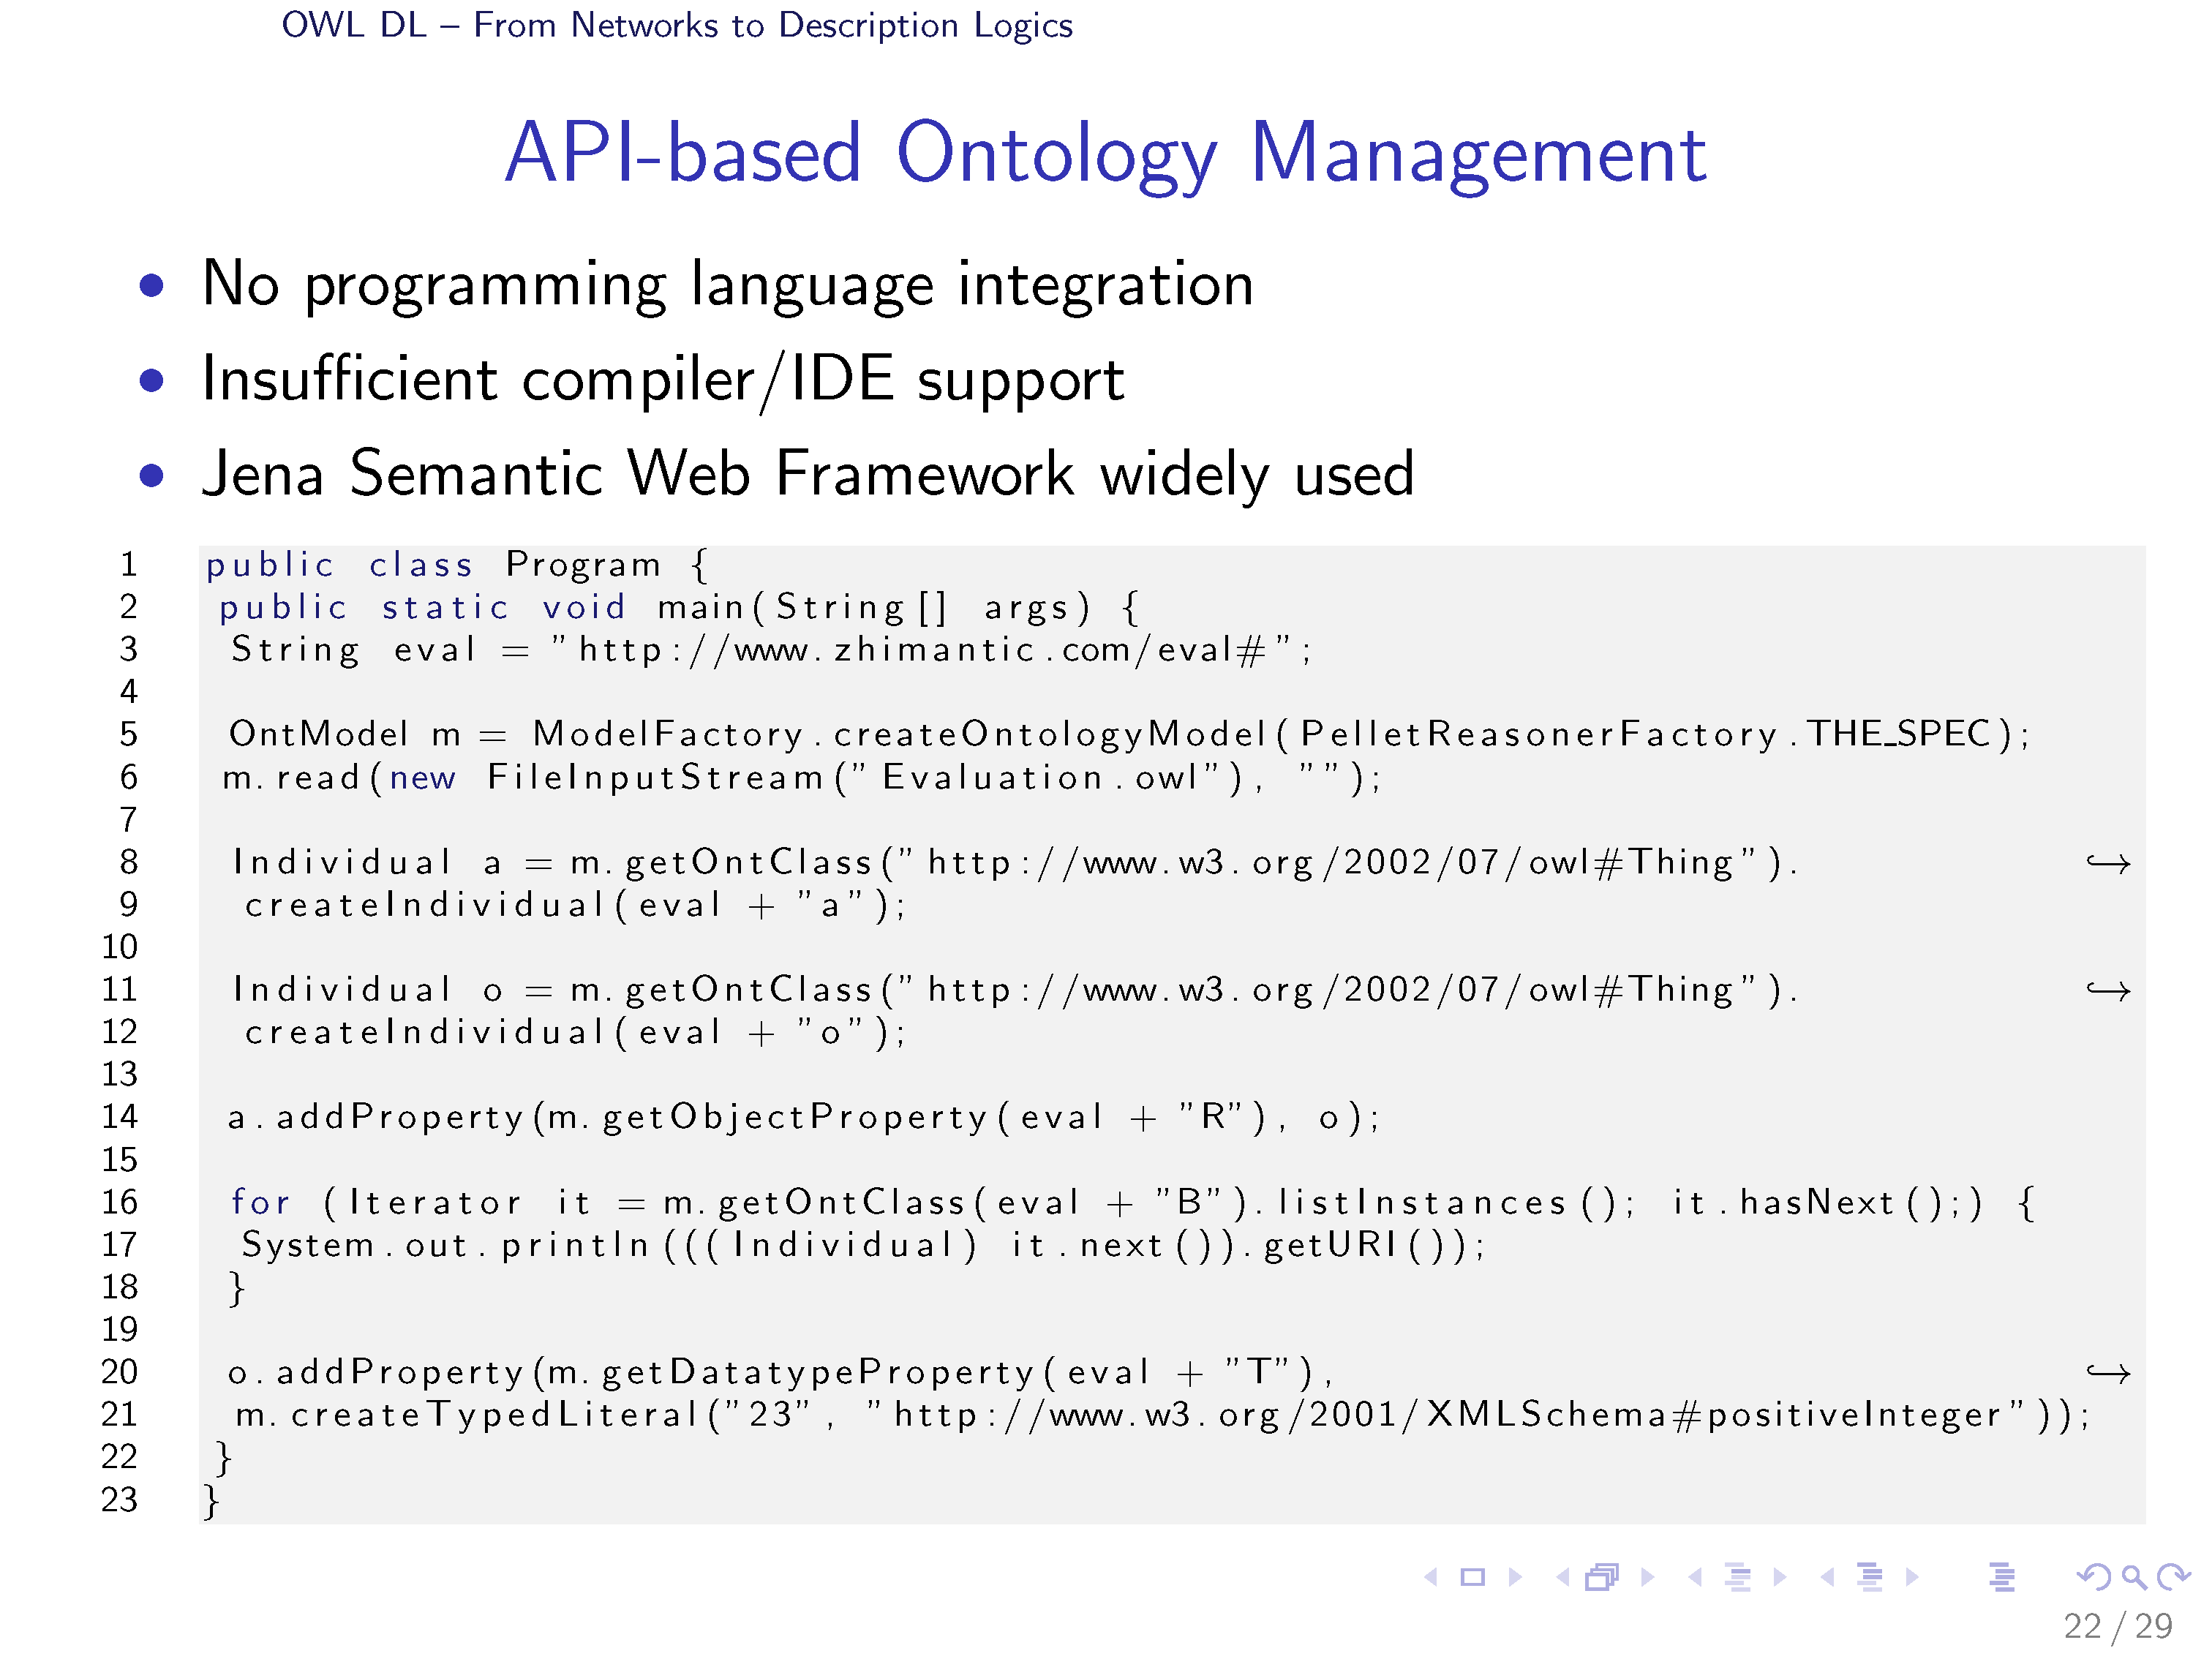 OWL DL – From Networks to Description Logics
API-based Ontology Management
• No programming language integration
• Insufficient compiler/IDE support
• Jena Semantic Web Framework widely used
1 public class Program {
2 public static void main(String[] args) {
3 String eval = "http://www.zhimantic.com/eval#";
4
5 OntModel m = ModelFactory.createOntologyModel(PelletReasonerFactory.THE_SPEC);
6 m.read(new FileInputStream("Evaluation.owl"), "");
7
8 Individual a = m.getOntClass("http://www.w3.org/2002/07/owl#Thing"). ↪
9 createIndividual(eval + "a");
10
11 Individual o = m.getOntClass("http://www.w3.org/2002/07/owl#Thing"). ↪
12 createIndividual(eval + "o");
13
14 a.addProperty(m.getObjectProperty(eval + "R"), o);
15
16 for (Iterator it = m.getOntClass(eval + "B").listInstances(); it.hasNext();) {
17 System.out.println(((Individual) it.next()).getURI());
18 }
19
20 o.addProperty(m.getDatatypeProperty(eval + "T"), ↪
21 m.createTypedLiteral("23", "http://www.w3.org/2001/XMLSchema#positiveInteger"));
22 }
23 }
22 / 29